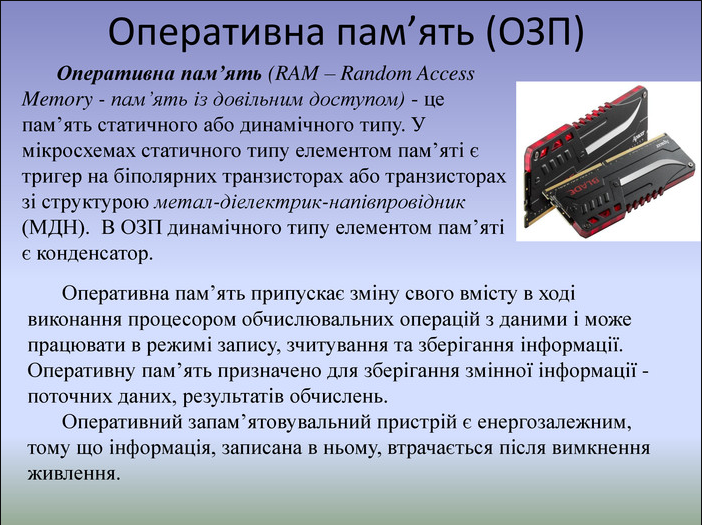 Оперативна пам’ять (ОЗП)
Оперативна пам’ять (RAM – Random Access
Memory - пам’ять із довільним доступом) - це
пам’ять статичного або динамічного типу. У
мікросхемах статичного типу елементом пам’яті є
тригер на біполярних транзисторах або транзисторах
зі структурою метал-діелектрик-напівпровідник
(МДН). В ОЗП динамічного типу елементом пам’яті
є конденсатор.
Apacer
BLADE
Оперативна пам’ять припускає зміну свого вмісту в ході
виконання процесором обчислювальних операцій з даними і може
працювати в режимі запису, зчитування та зберігання інформації.
Оперативну пам’ять призначено для зберігання змінної інформації -
поточних даних, результатів обчислень.
Оперативний запам’ятовувальний пристрій є енергозалежним,
тому що інформація, записана в ньому, втрачається після вимкнення
живлення.